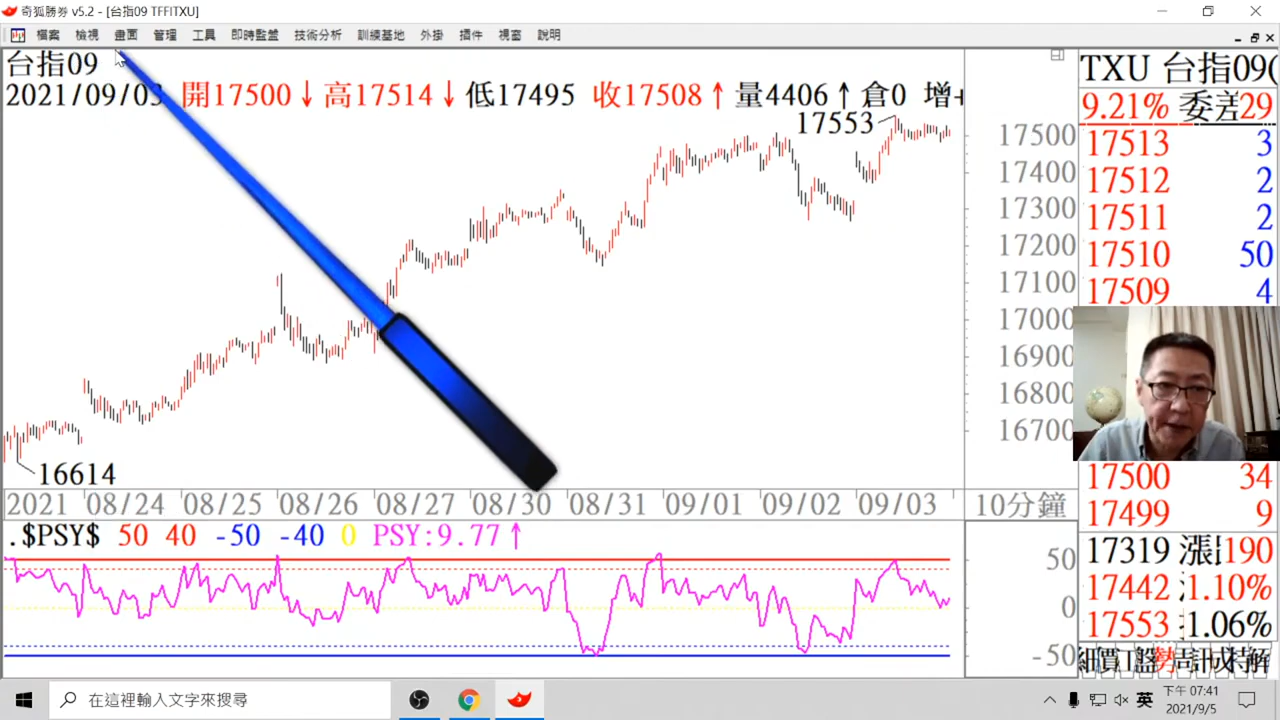 奇狐勝券 v5.2 - [台指09 TFFITXU]
檔案 檢視 畫面 管理 工具 即時監盤 技術分析 訓練基地 外掛 插件 視窗 說明
台指09
2021/09/03 開17500↓ 高17514↓ 低17495 收17508↑ 量4406↑ 倉0 增+
17553
17500
17400
17300
17200
17100
17000
16900
16800
16700
16614
2021 08/24 08/25 08/26 08/27 08/30 08/31 09/01 09/02 09/03 10分鐘
.$PSY$ 50 40 -50 -40 0 PSY:9.77↑
50
0
-50
TXU 台指09(
9.21% 委差29
17513 3
17512 2
17511 2
17510 50
17509 4
17500 34
17499 9
17319 漲 190
17442 1.10%
17553 1.06%
在這裡輸入文字來搜尋
英
下午 07:41
2021/9/5